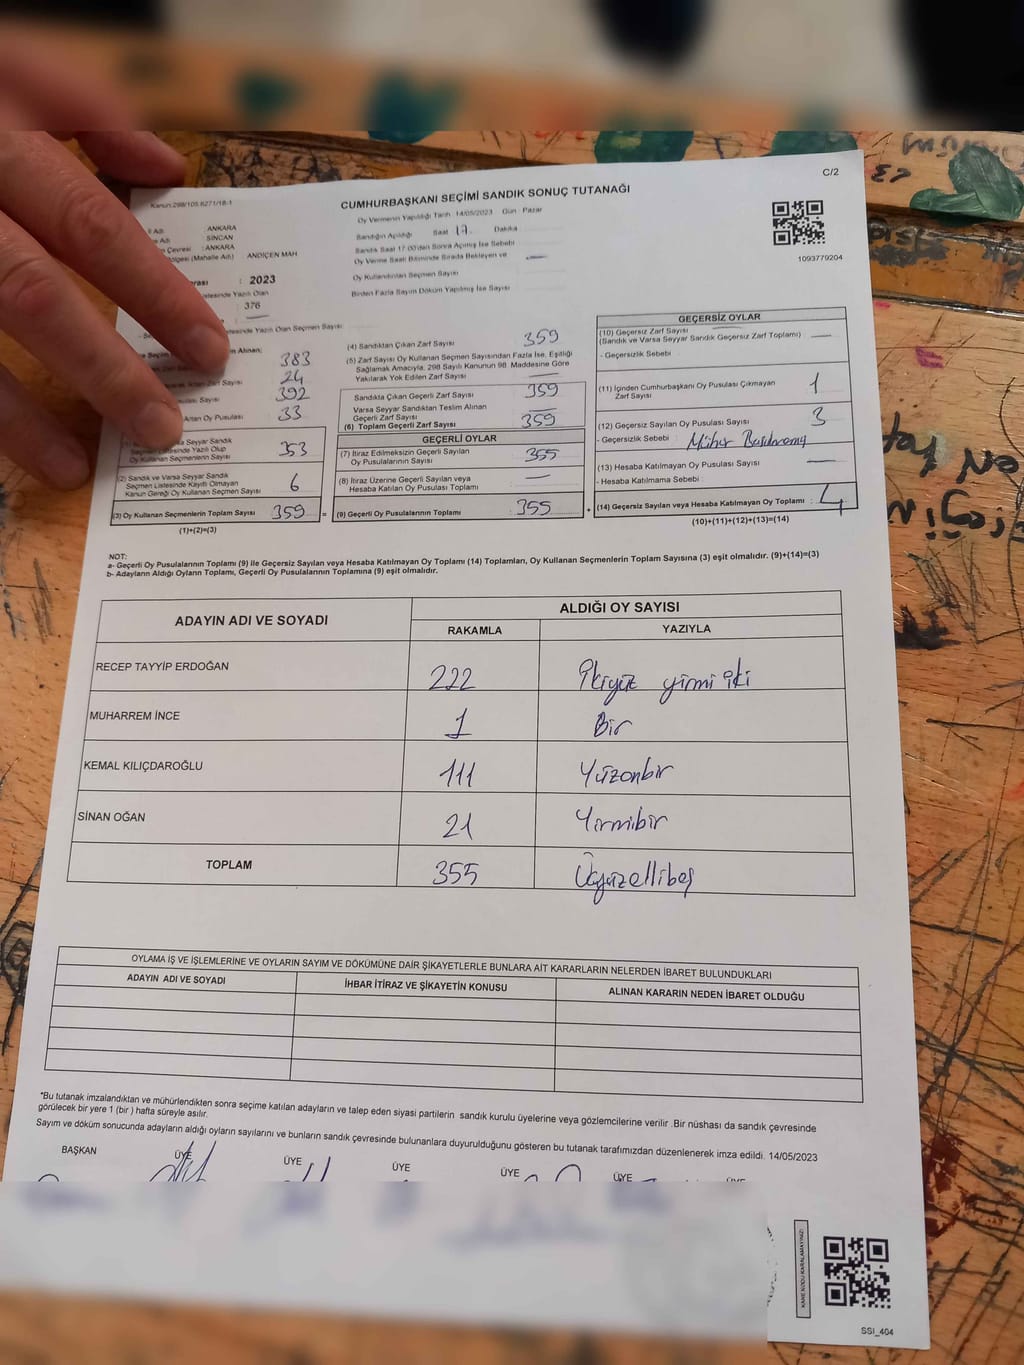 C/2
Kanun:298/105 6271/18-1
CUMHURBAŞKANI SEÇİMİ SANDIK SONUÇ TUTANAĞI
Oy Vermenin Yapıldığı Tarih 14/05/2023 Gün : Pazar
Sandığın Açıldığı Saat 17. Dakika
Sandık Saat 17:00'den Sonra Açılmış İse Sebebi
Oy Verme Saati Bitiminde Sırada Bekleyen ve
Oy Kullandırılan Seçmen Sayısı
Birden Fazla Sayım Döküm Yapılmış İse Sayısı
1093779204
Adı : ANKARA
Adı : SİNCAN
Çevresi : ANKARA
(Mahalle Adı) : ANDİÇEN MAH
: 2023
Listesinde Yazılı Olan
: 376
Listesinde Yazılı Olan Seçmen Sayısı
Alınan;
383
Zarf Sayısı 24
Sayısı 392
Artan Oy Pusulası 33
Sandık ve Varsa Seyyar Sandık
Seçmen Listesinde Yazılı Olup
Oy Kullanan Seçmenlerin Sayısı 353
(2) Sandık ve Varsa Seyyar Sandık
Seçmen Listesinde Kayıtlı Olmayan
Kanun Gereği Oy Kullanan Seçmen Sayısı 6
(3) Oy Kullanan Seçmenlerin Toplam Sayısı 359 =
(1)+(2)=(3)
(4) Sandıktan Çıkan Zarf Sayısı 359
(5) Zarf Sayısı Oy Kullanan Seçmen Sayısından Fazla İse, Eşitliği
Sağlamak Amacıyla, 298 Sayılı Kanunun 98. Maddesine Göre
Yakılarak Yok Edilen Zarf Sayısı
Sandıkta Çıkan Geçerli Zarf Sayısı 359
Varsa Seyyar Sandıktan Teslim Alınan
Geçerli Zarf Sayısı
(6) Toplam Geçerli Zarf Sayısı 359
GEÇERLİ OYLAR
(7) İtiraz Edilmeksizin Geçerli Sayılan
Oy Pusulalarının Sayısı 355
(8) İtiraz Üzerine Geçerli Sayılan veya
Hesaba Katılan Oy Pusulaları Toplamı
(9) Geçerli Oy Pusulalarının Toplamı 355 +
GEÇERSİZ OYLAR
(10) Geçersiz Zarf Sayısı
(Sandık ve Varsa Seyyar Sandık Geçersiz Zarf Toplamı)
- Geçersizlik Sebebi
(11) İçinden Cumhurbaşkanı Oy Pusulası Çıkmayan
Zarf Sayısı 1
(12) Geçersiz Sayılan Oy Pusulası Sayısı 3
- Geçersizlik Sebebi : Mühür
(13) Hesaba Katılmayan Oy Pusulası Sayısı
- Hesaba Katılmama Sebebi
(14) Geçersiz Sayılan veya Hesaba Katılmayan Oy Toplamı : 4
(10)+(11)+(12)+(13)=(14)
NOT:
a- Geçerli Oy Pusulalarının Toplamı (9) ile Geçersiz Sayılan veya Hesaba Katılmayan Oy Toplamı (14) Toplamları, Oy Kullanan Seçmenlerin Toplam Sayısına (3) eşit olmalıdır. (9)+(14)=(3)
b- Adayların Aldığı Oyların Toplamı, Geçerli Oy Pusulalarının Toplamına (9) eşit olmalıdır.
ADAYIN ADI VE SOYADI
ALDIĞI OY SAYISI
RAKAMLA YAZIYLA
RECEP TAYYİP ERDOĞAN 222 İkiyüz yirmi iki
MUHARREM İNCE 1 Bir
KEMAL KILIÇDAROĞLU 111 Yüzonbir
SİNAN OĞAN 21 Yirmibir
TOPLAM 355 Üçyüzellibeş
OYLAMA İŞ VE İŞLEMLERİNE VE OYLARIN SAYIM VE DÖKÜMÜNE DAİR ŞİKAYETLERLE BUNLARA AİT KARARLARIN NELERDEN İBARET BULUNDUKLARI
ADAYIN ADI VE SOYADI İHBAR İTİRAZ VE ŞİKAYETİN KONUSU ALINAN KARARIN NEDEN İBARET OLDUĞU
*Bu tutanak imzalandıktan ve mühürlendikten sonra seçime katılan adayların ve talep eden siyasi partilerin sandık kurulu üyelerine veya gözlemcilerine verilir .Bir nüshası da sandık çevresinde
görülecek bir yere 1 (bir ) hafta süreyle asılır.
Sayım ve döküm sonucunda adayların aldığı oyların sayılarını ve bunların sandık çevresinde bulunanlara duyurulduğunu gösteren bu tutanak tarafımızdan düzenlenerek imza edildi. 14/05/2023
BAŞKAN ÜYE ÜYE ÜYE ÜYE ÜYE ÜYE
SSI_404